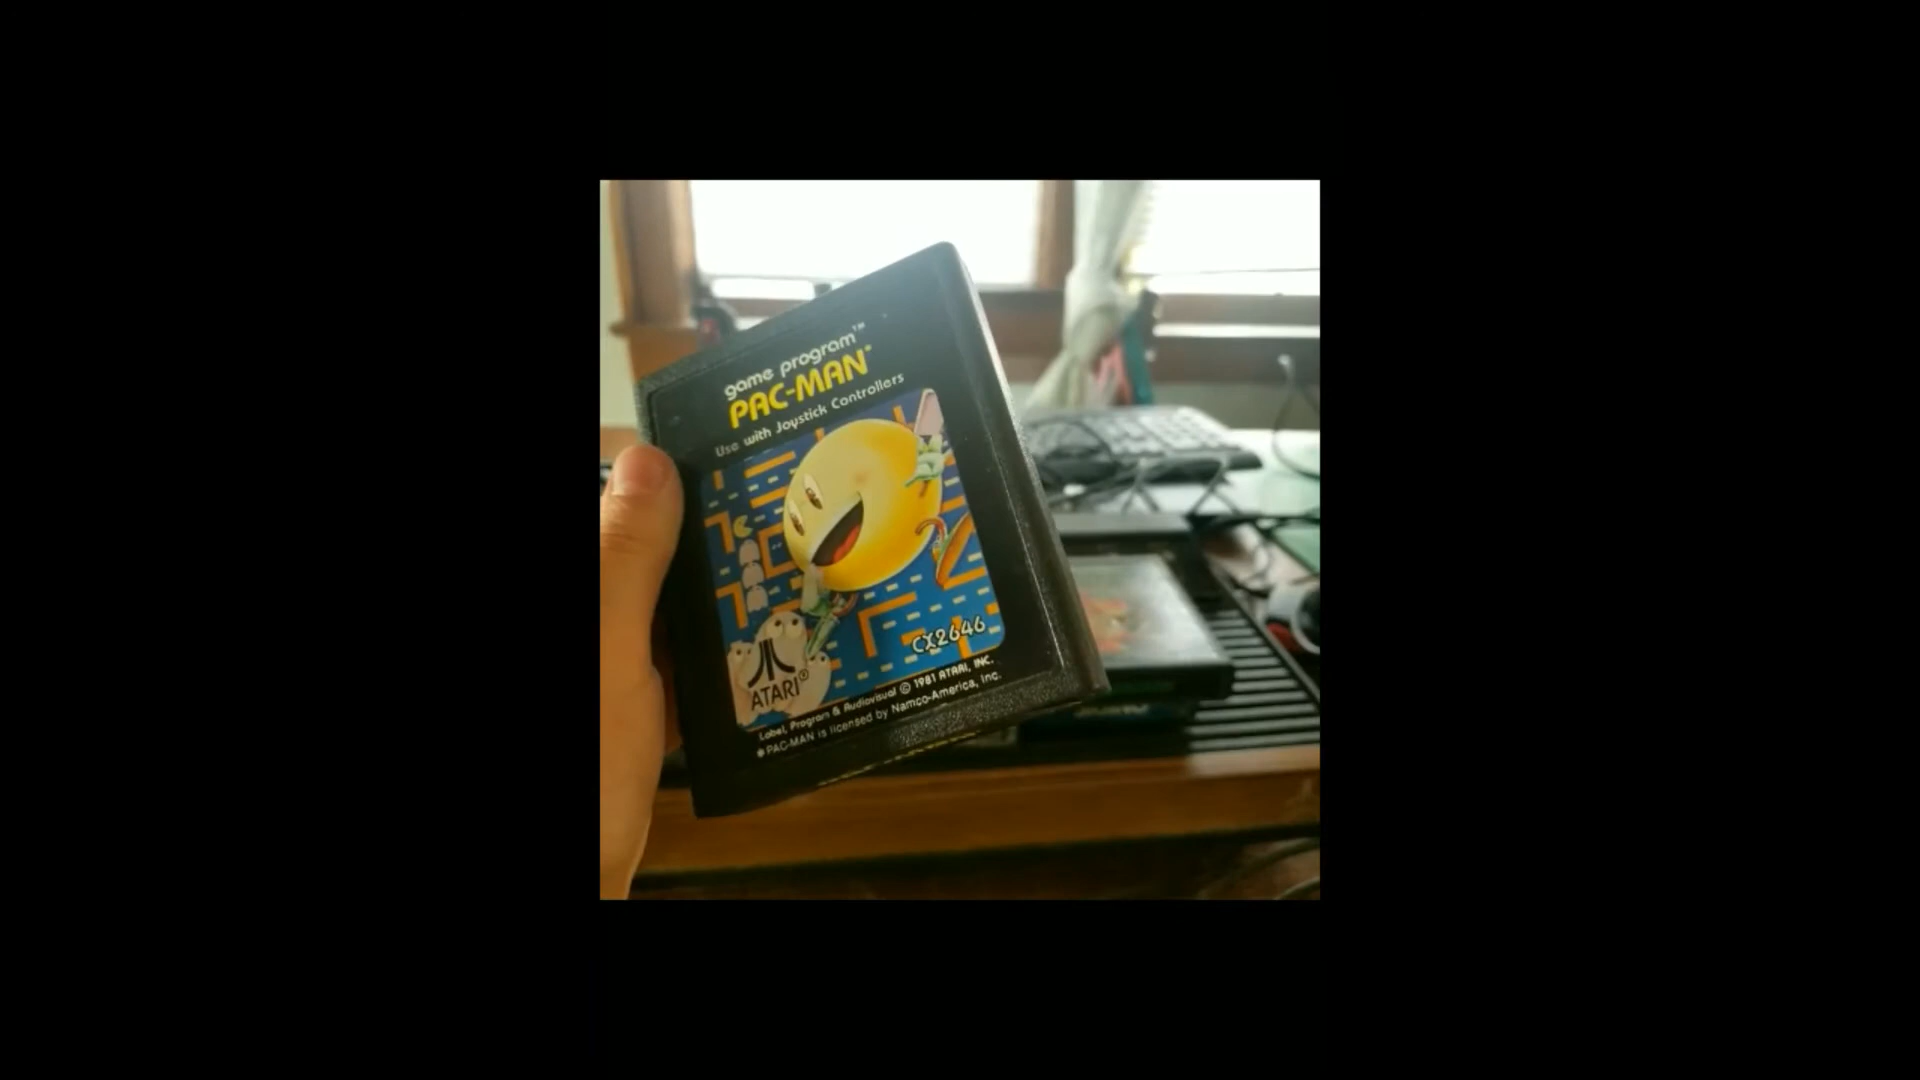 game program™
PAC-MAN*
Use with Joystick Controllers
CX2646
ATARI®
Label, Program & Audiovisual © 1981 ATARI, INC.
*PAC-MAN is licensed by Namco-America, Inc.